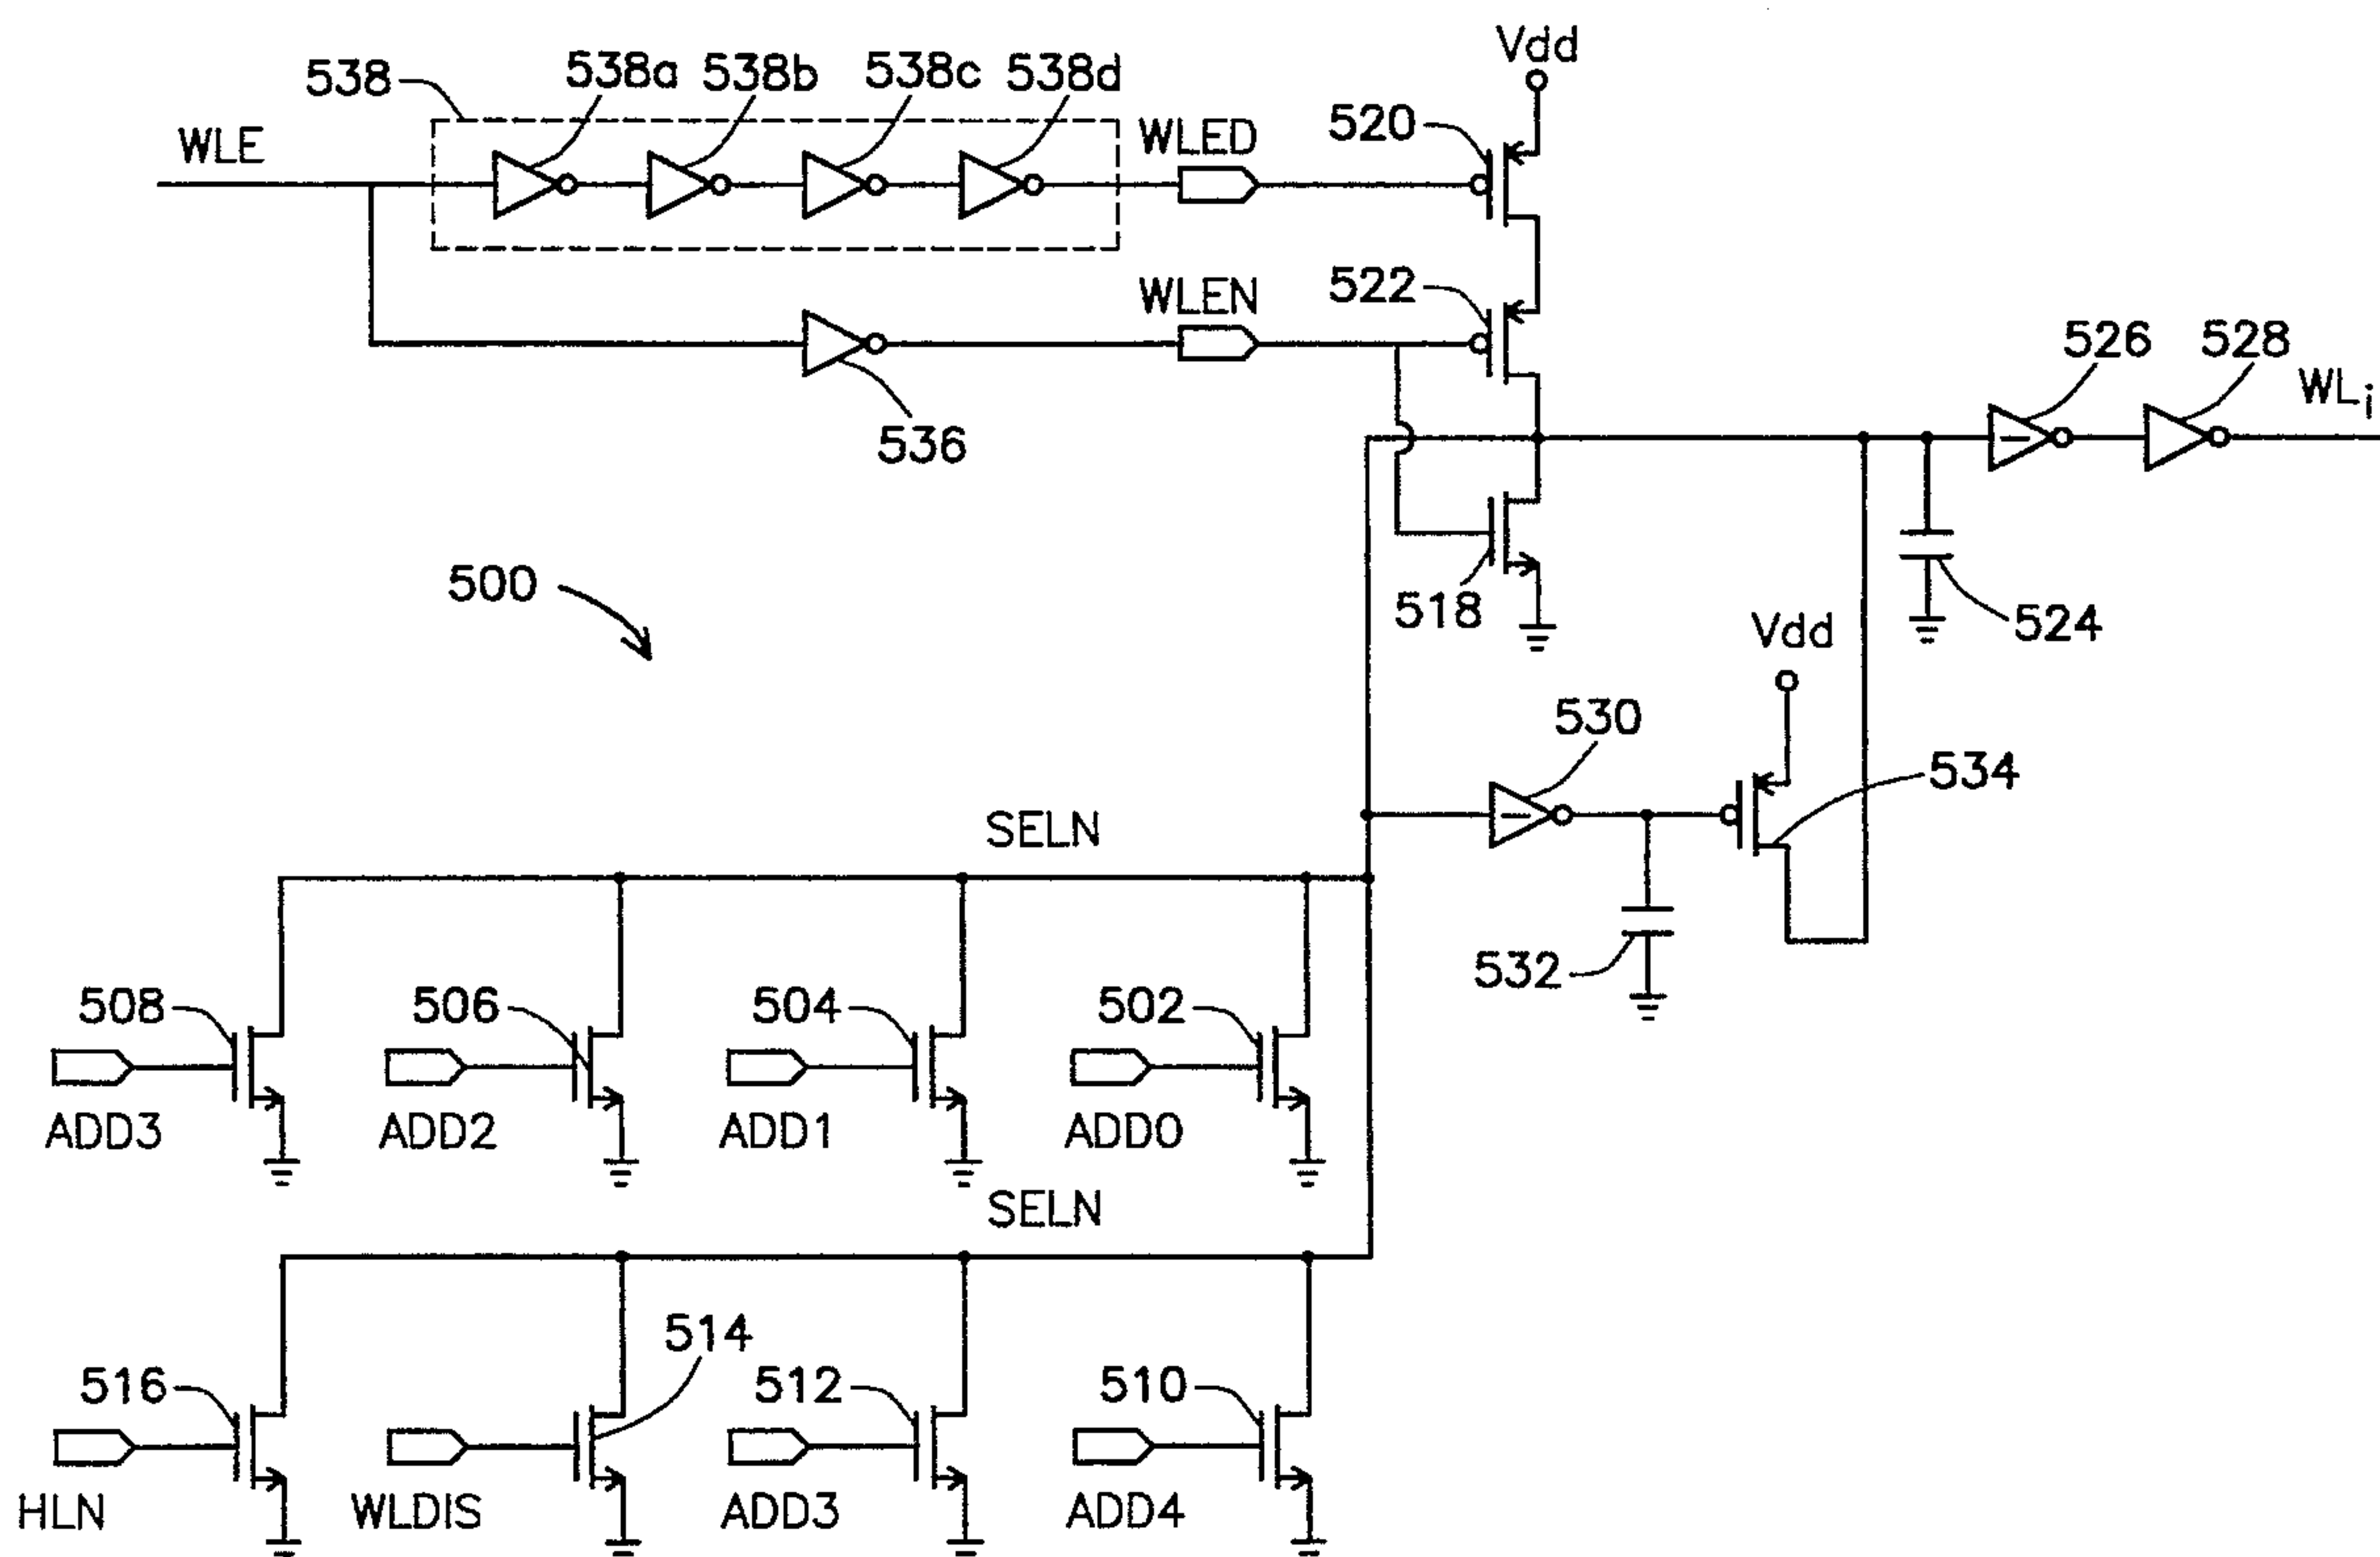 Vdd
538
538a
538b
538c
538d
520
WLE
WLED
522
WLEN
526
528
WLi
536
500
518
524
Vdd
530
534
SELN
532
508
506
504
502
ADD3
ADD2
ADD1
ADD0
SELN
514
516
512
510
HLN
WLDIS
ADD3
ADD4